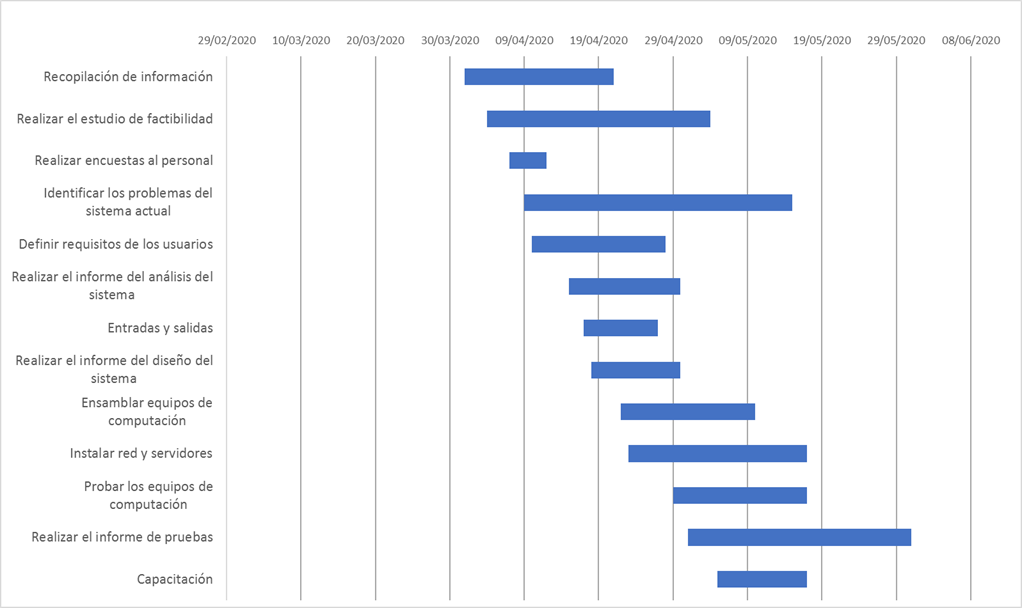 29/02/2020 10/03/2020 20/03/2020 30/03/2020 09/04/2020 19/04/2020 29/04/2020 09/05/2020 19/05/2020 29/05/2020 08/06/2020
Recopilación de información
Realizar el estudio de factibilidad
Realizar encuestas al personal
Identificar los problemas del
sistema actual
Definir requisitos de los usuarios
Realizar el informe del análisis del
sistema
Entradas y salidas
Realizar el informe del diseño del
sistema
Ensamblar equipos de
computación
Instalar red y servidores
Probar los equipos de
computación
Realizar el informe de pruebas
Capacitación